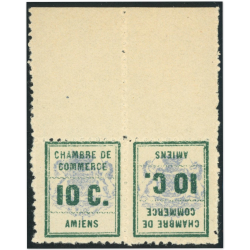 CHAMBRE DE
COMMERCE
10 C.
AMIENS
CHAMBRE DE
COMMERCE
10 C.
AMIENS